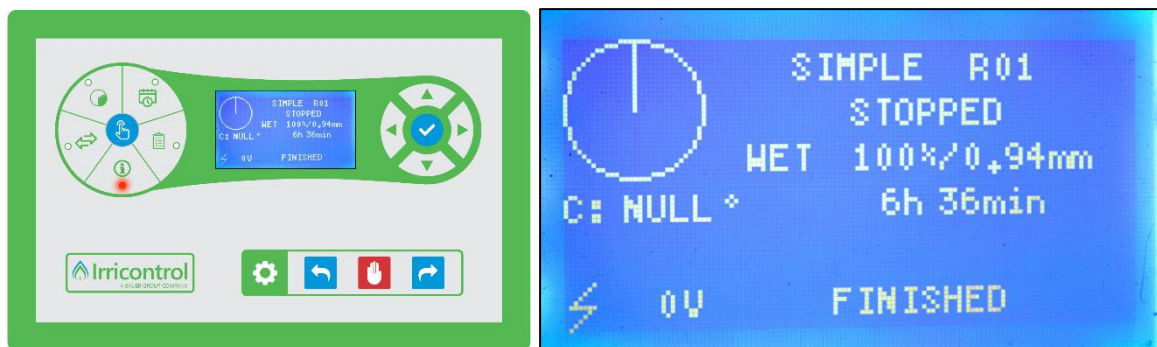 SIMPLE R01
STOPPED
WET 100%/0,94mm
C: NULL° 6h 36min
0V FINISHED
Irricontrol
A BAUER GROUP COMPANY
SIMPLE R01
STOPPED
WET 100%/0,94mm
6h 36min
C: NULL °
0V FINISHED